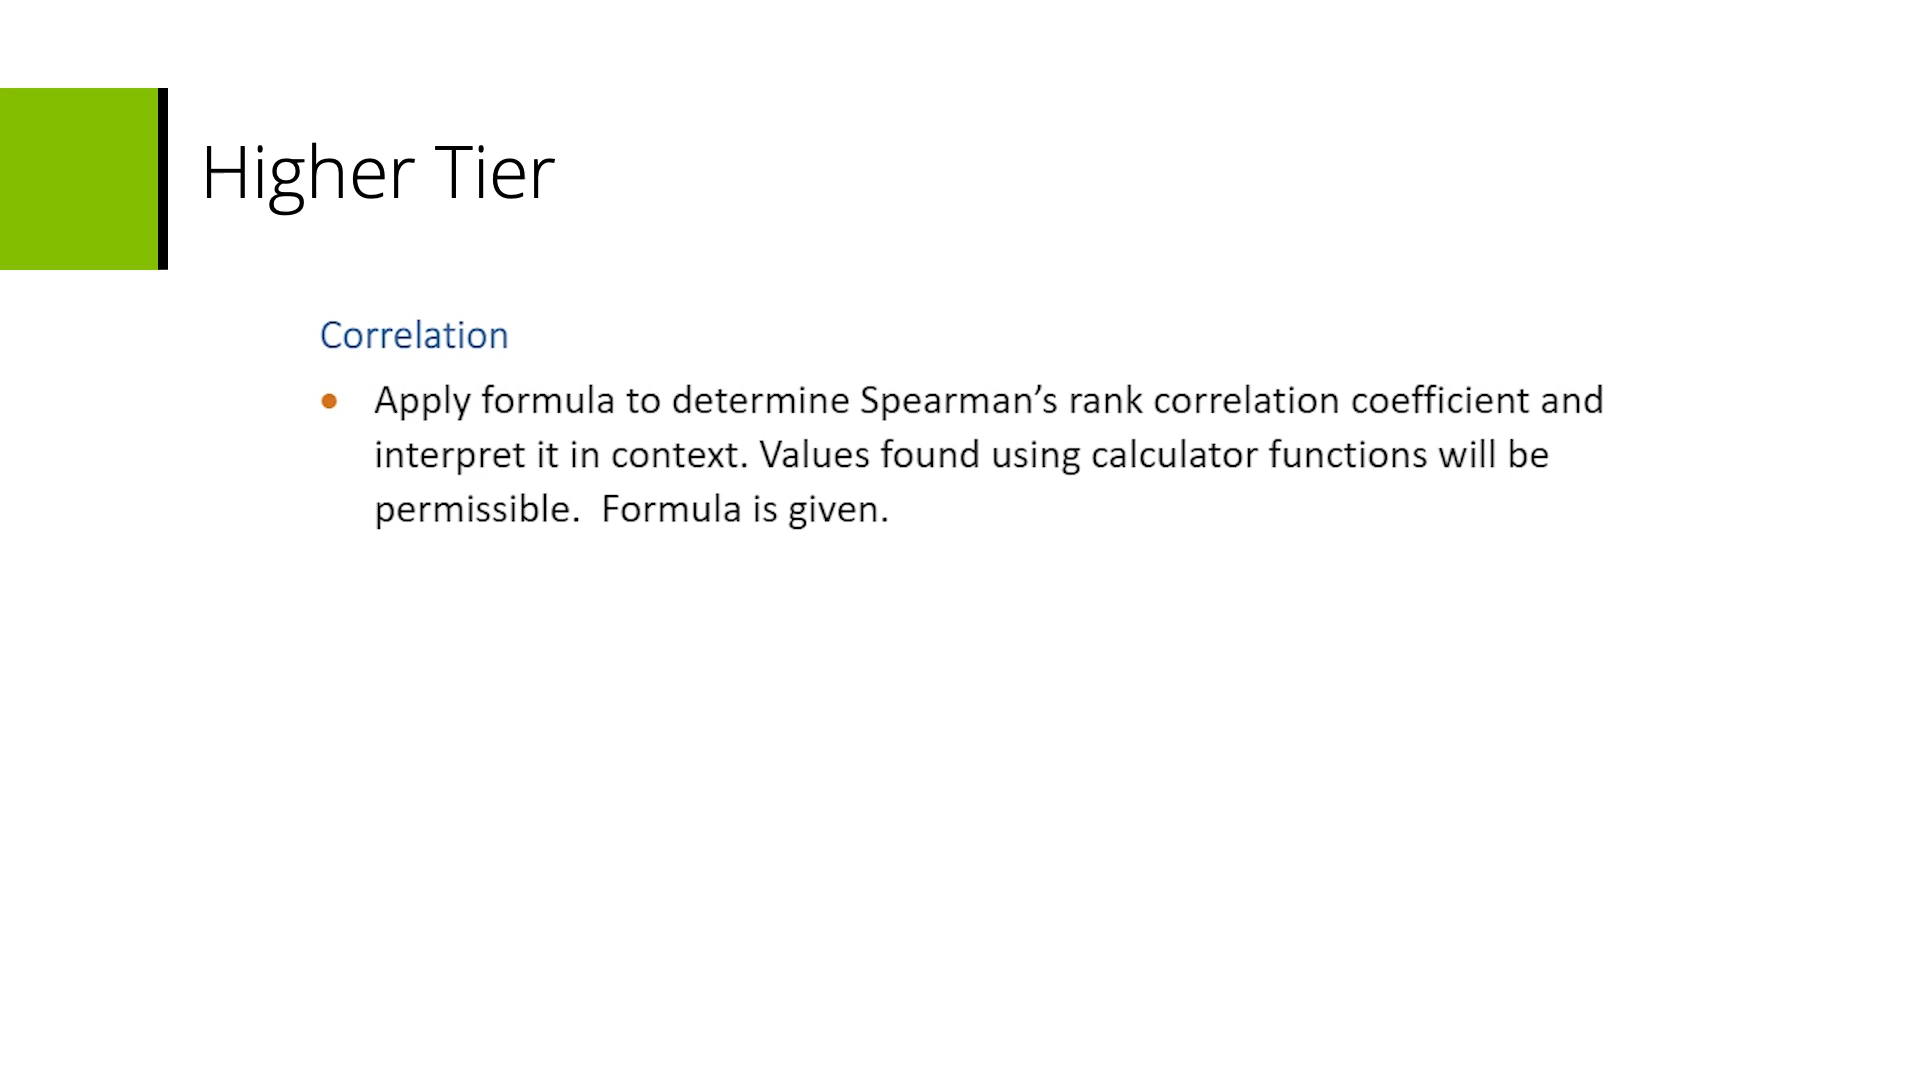 Higher Tier
Correlation
• Apply formula to determine Spearman’s rank correlation coefficient and
interpret it in context. Values found using calculator functions will be
permissible.  Formula is given.